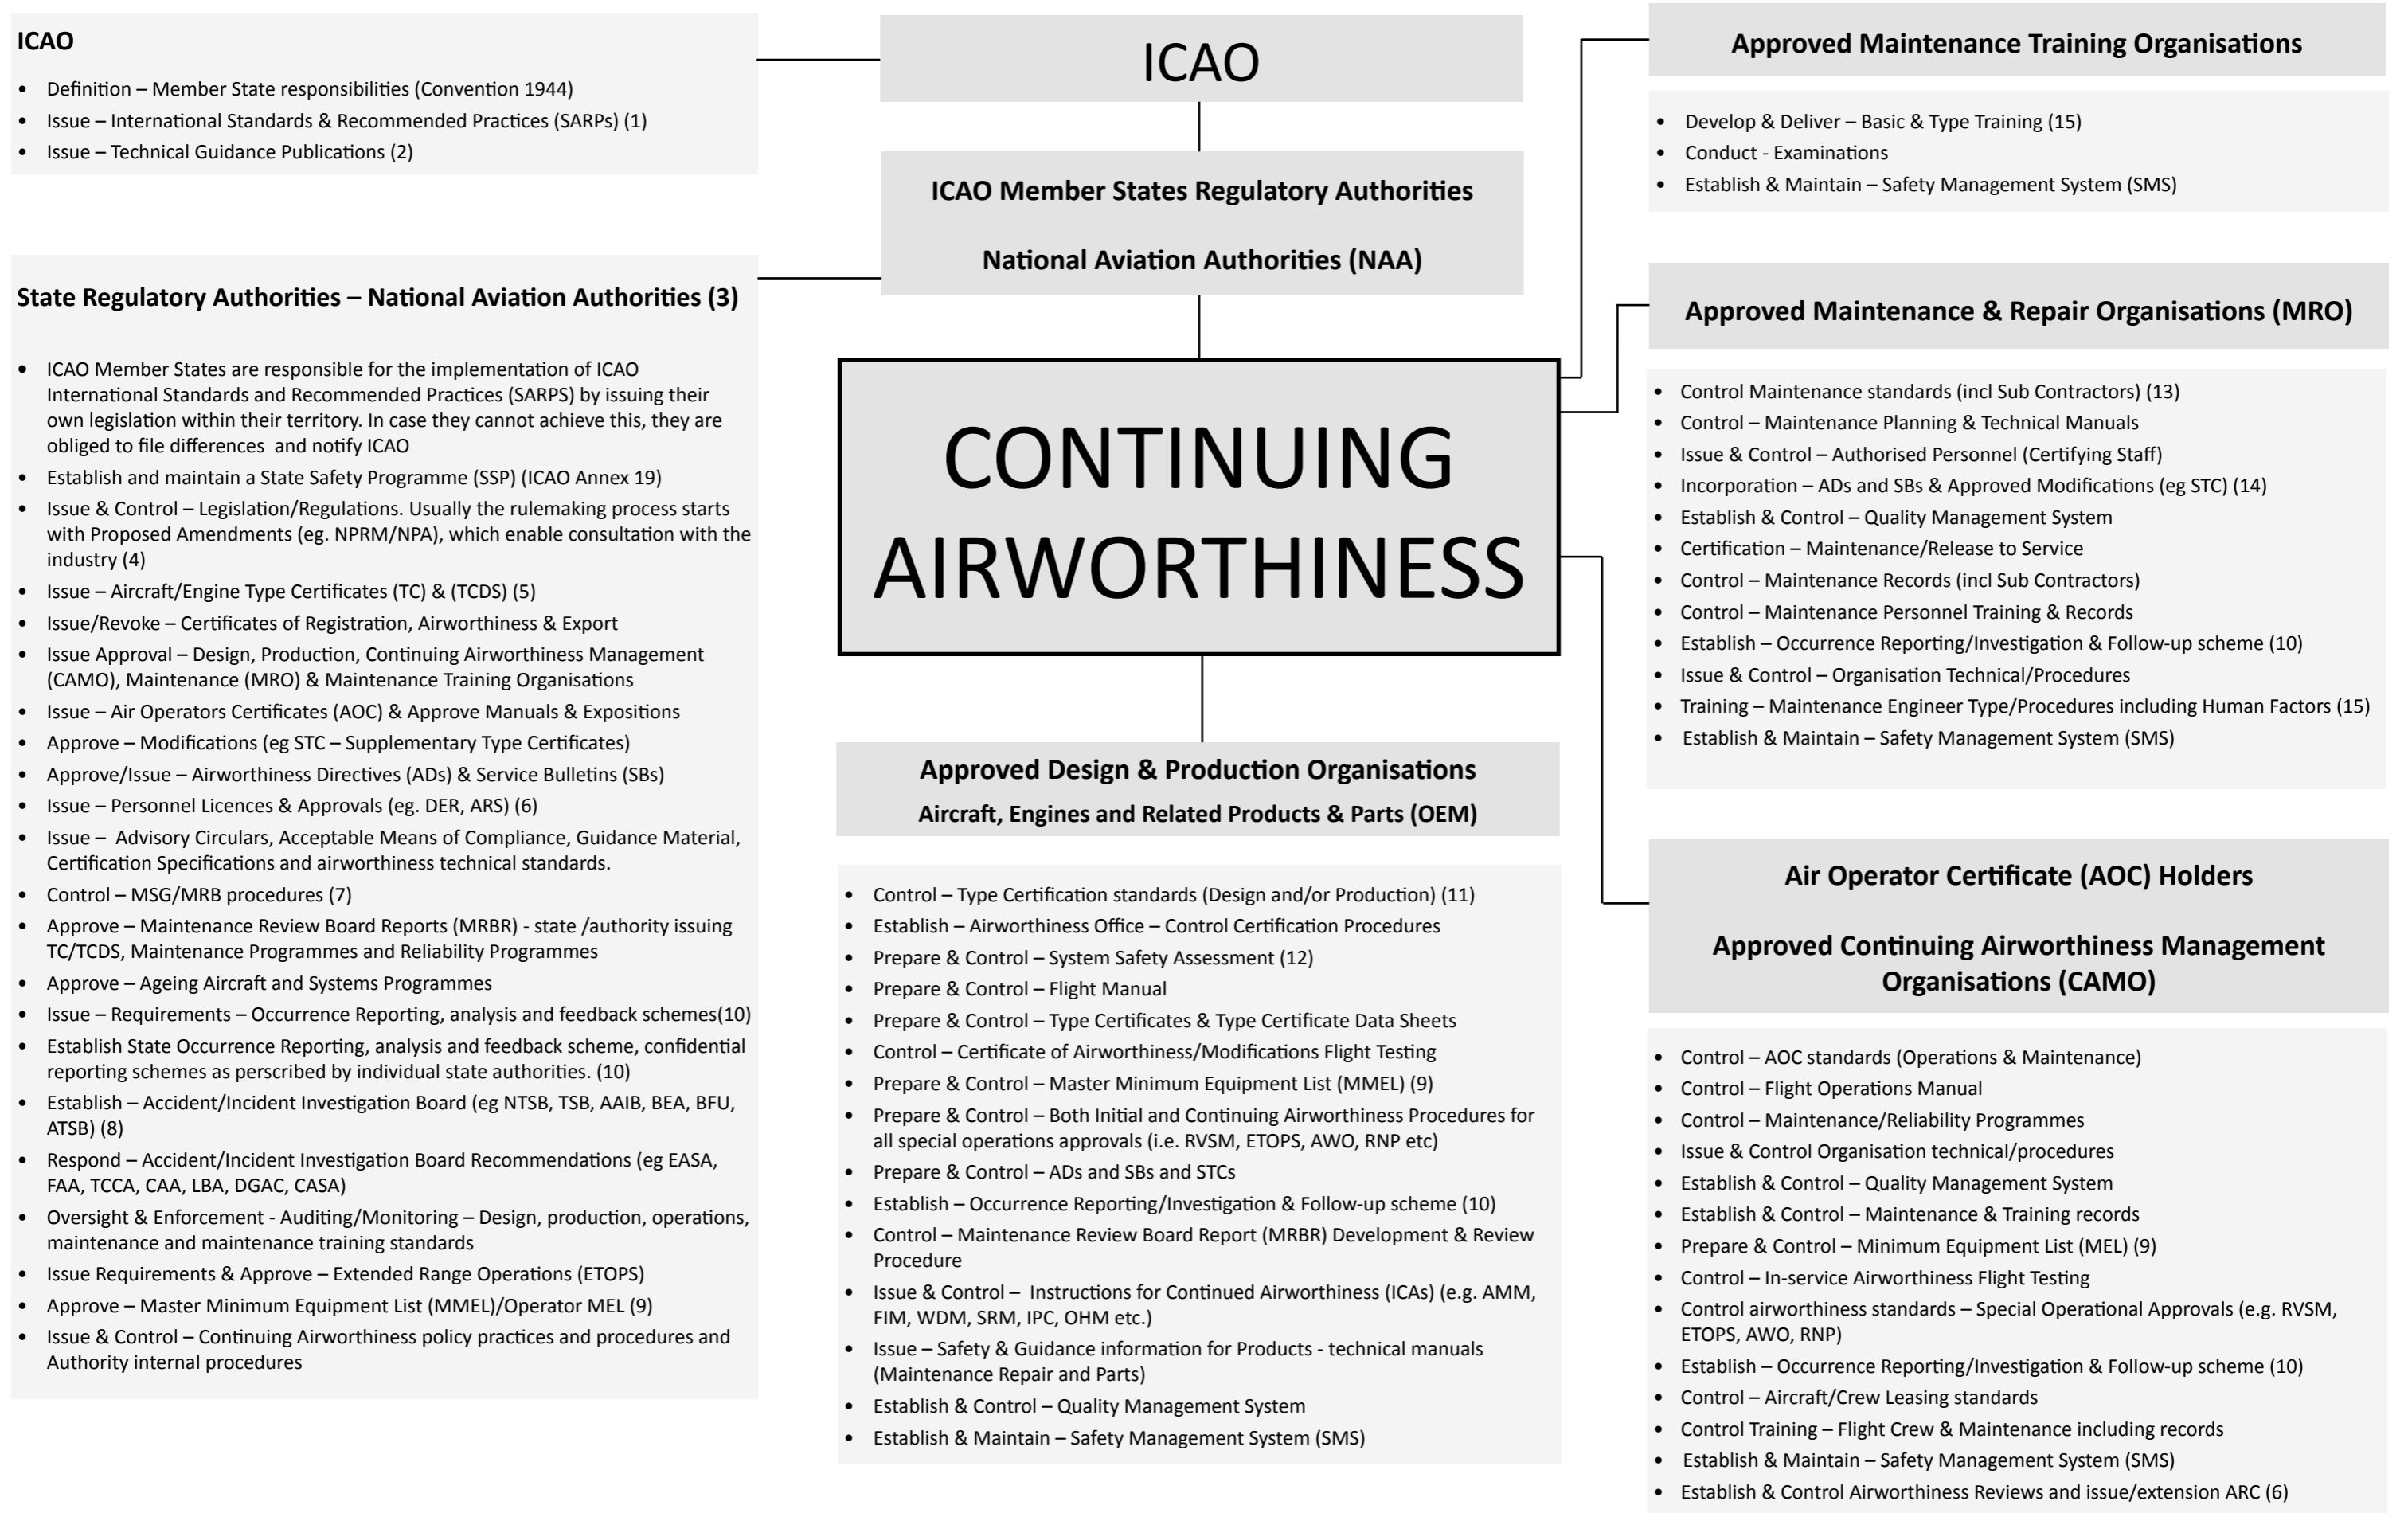 ICAO
• Definition – Member State responsibilities (Convention 1944)
• Issue – International Standards & Recommended Practices (SARPs) (1)
• Issue – Technical Guidance Publications (2)
State Regulatory Authorities – National Aviation Authorities (3)
• ICAO Member States are responsible for the implementation of ICAO
International Standards and Recommended Practices (SARPS) by issuing their
own legislation within their territory. In case they cannot achieve this, they are
obliged to file differences and notify ICAO
• Establish and maintain a State Safety Programme (SSP) (ICAO Annex 19)
• Issue & Control – Legislation/Regulations. Usually the rulemaking process starts
with Proposed Amendments (eg. NPRM/NPA), which enable consultation with the
industry (4)
• Issue – Aircraft/Engine Type Certificates (TC) & (TCDS) (5)
• Issue/Revoke – Certificates of Registration, Airworthiness & Export
• Issue Approval – Design, Production, Continuing Airworthiness Management
(CAMO), Maintenance (MRO) & Maintenance Training Organisations
• Issue – Air Operators Certificates (AOC) & Approve Manuals & Expositions
• Approve – Modifications (eg STC – Supplementary Type Certificates)
• Approve/Issue – Airworthiness Directives (ADs) & Service Bulletins (SBs)
• Issue – Personnel Licences & Approvals (eg. DER, ARS) (6)
• Issue – Advisory Circulars, Acceptable Means of Compliance, Guidance Material,
Certification Specifications and airworthiness technical standards.
• Control – MSG/MRB procedures (7)
• Approve – Maintenance Review Board Reports (MRBR) - state /authority issuing
TC/TCDS, Maintenance Programmes and Reliability Programmes
• Approve – Ageing Aircraft and Systems Programmes
• Issue – Requirements – Occurrence Reporting, analysis and feedback schemes(10)
• Establish State Occurrence Reporting, analysis and feedback scheme, confidential
reporting schemes as perscribed by individual state authorities. (10)
• Establish – Accident/Incident Investigation Board (eg NTSB, TSB, AAIB, BEA, BFU,
ATSB) (8)
• Respond – Accident/Incident Investigation Board Recommendations (eg EASA,
FAA, TCCA, CAA, LBA, DGAC, CASA)
• Oversight & Enforcement - Auditing/Monitoring – Design, production, operations,
maintenance and maintenance training standards
• Issue Requirements & Approve – Extended Range Operations (ETOPS)
• Approve – Master Minimum Equipment List (MMEL)/Operator MEL (9)
• Issue & Control – Continuing Airworthiness policy practices and procedures and
Authority internal procedures
ICAO
ICAO Member States Regulatory Authorities
National Aviation Authorities (NAA)
CONTINUING
AIRWORTHINESS
Approved Design & Production Organisations
Aircraft, Engines and Related Products & Parts (OEM)
• Control – Type Certification standards (Design and/or Production) (11)
• Establish – Airworthiness Office – Control Certification Procedures
• Prepare & Control – System Safety Assessment (12)
• Prepare & Control – Flight Manual
• Prepare & Control – Type Certificates & Type Certificate Data Sheets
• Control – Certificate of Airworthiness/Modifications Flight Testing
• Prepare & Control – Master Minimum Equipment List (MMEL) (9)
• Prepare & Control – Both Initial and Continuing Airworthiness Procedures for
all special operations approvals (i.e. RVSM, ETOPS, AWO, RNP etc)
• Prepare & Control – ADs and SBs and STCs
• Establish – Occurrence Reporting/Investigation & Follow-up scheme (10)
• Control – Maintenance Review Board Report (MRBR) Development & Review
Procedure
• Issue & Control – Instructions for Continued Airworthiness (ICAs) (e.g. AMM,
FIM, WDM, SRM, IPC, OHM etc.)
• Issue – Safety & Guidance information for Products - technical manuals
(Maintenance Repair and Parts)
• Establish & Control – Quality Management System
• Establish & Maintain – Safety Management System (SMS)
Approved Maintenance Training Organisations
• Develop & Deliver – Basic & Type Training (15)
• Conduct - Examinations
• Establish & Maintain – Safety Management System (SMS)
Approved Maintenance & Repair Organisations (MRO)
• Control Maintenance standards (incl Sub Contractors) (13)
• Control – Maintenance Planning & Technical Manuals
• Issue & Control – Authorised Personnel (Certifying Staff)
• Incorporation – ADs and SBs & Approved Modifications (eg STC) (14)
• Establish & Control – Quality Management System
• Certification – Maintenance/Release to Service
• Control – Maintenance Records (incl Sub Contractors)
• Control – Maintenance Personnel Training & Records
• Establish – Occurrence Reporting/Investigation & Follow-up scheme (10)
• Issue & Control – Organisation Technical/Procedures
• Training – Maintenance Engineer Type/Procedures including Human Factors (15)
• Establish & Maintain – Safety Management System (SMS)
Air Operator Certificate (AOC) Holders
Approved Continuing Airworthiness Management
Organisations (CAMO)
• Control – AOC standards (Operations & Maintenance)
• Control – Flight Operations Manual
• Control – Maintenance/Reliability Programmes
• Issue & Control Organisation technical/procedures
• Establish & Control – Quality Management System
• Establish & Control – Maintenance & Training records
• Prepare & Control – Minimum Equipment List (MEL) (9)
• Control – In-service Airworthiness Flight Testing
• Control airworthiness standards – Special Operational Approvals (e.g. RVSM,
ETOPS, AWO, RNP)
• Establish – Occurrence Reporting/Investigation & Follow-up scheme (10)
• Control – Aircraft/Crew Leasing standards
• Control Training – Flight Crew & Maintenance including records
• Establish & Maintain – Safety Management System (SMS)
• Establish & Control Airworthiness Reviews and issue/extension ARC (6)